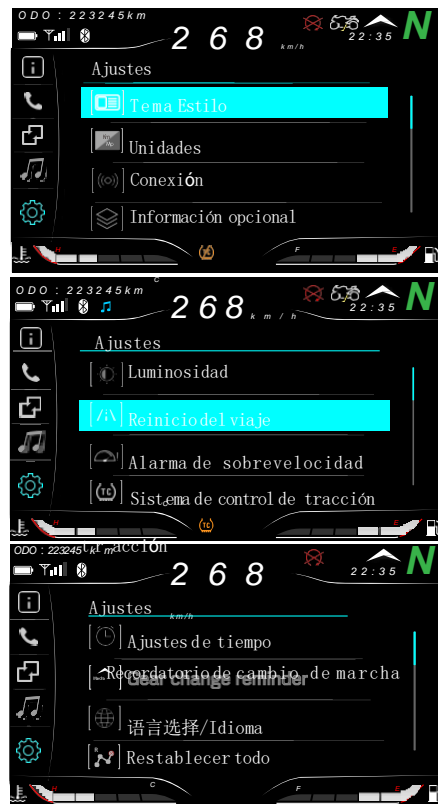 ODO : 223245km
268 km/h
22:35 N
Ajustes
Tema Estilo
Unidades
Conexión
Información opcional
H F E
c
ODO : 223245km
268 km/h
22:35 N
Ajustes
Luminosidad
Reinicio del viaje
Alarma de sobrevelocidad
(TC) Sistema de control de tracción
H C (TC) F E
tracción
ODO : 223245 km
268 km/h
22:35 N
Ajustes
Ajustes de tiempo
Recordatorio de cambio de marcha
Gear change reminder
语言选择/Idioma
Restablecer todo
H C F E